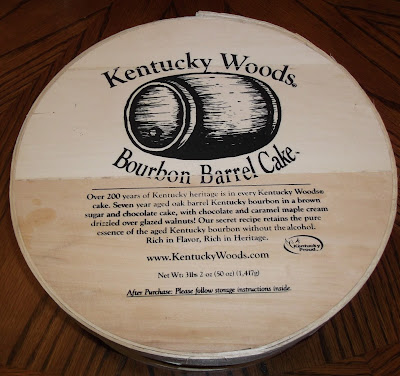 Kentucky Woods®
Bourbon Barrel Cake™
Over 200 years of Kentucky heritage is in every Kentucky Woods®
cake. Seven year aged oak barrel Kentucky bourbon in a brown
sugar and chocolate cake, with chocolate and caramel maple cream
drizzled over glazed walnuts! Our secret recipe retains the pure
essence of the aged Kentucky bourbon without the alcohol.
Rich in Flavor, Rich in Heritage.
Kentucky
Proud
www.KentuckyWoods.com
Net Wt: 3lb 2 oz (50 oz) (1,417g)
After Purchase: Please follow storage instructions inside.